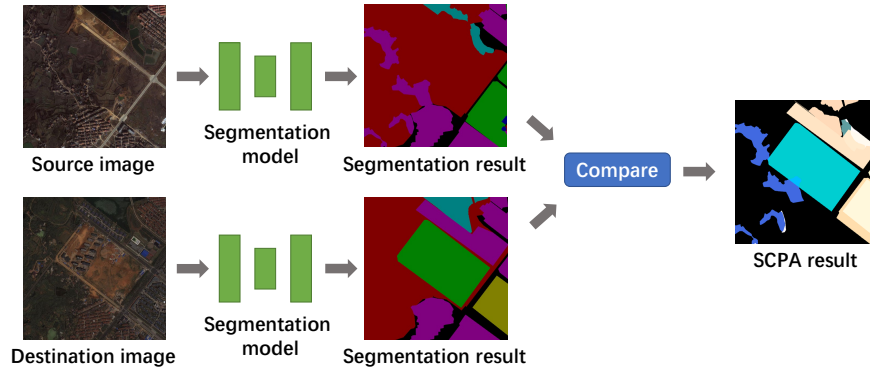 Source image
Segmentation
model
Segmentation result
Compare
SCPA result
Destination image
Segmentation
model
Segmentation result